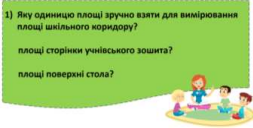 1) Яку одиницю площі зручно взяти для вимірювання
площі шкільного коридору?
площі сторінки учнівського зошита?
площі поверхні стола?